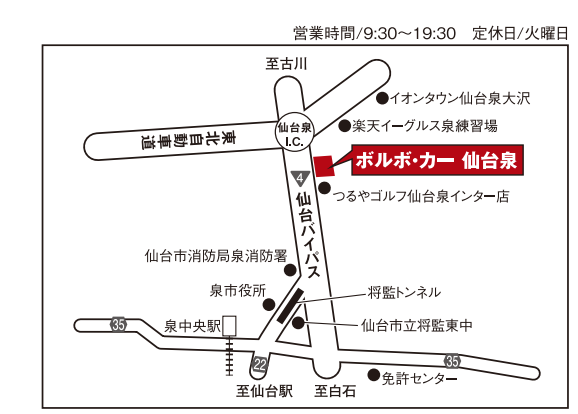 営業時間/9:30〜19:30　定休日/火曜日
至古川
イオンタウン仙台泉大沢
楽天イーグルス泉練習場
仙台泉
I.C.
東北自動車道
ボルボ・カー 仙台泉
4
つるやゴルフ仙台泉インター店
仙台バイパス
仙台市消防局泉消防署
泉市役所
将監トンネル
35
泉中央駅
仙台市立将監東中
22
35
免許センター
至仙台駅
至白石